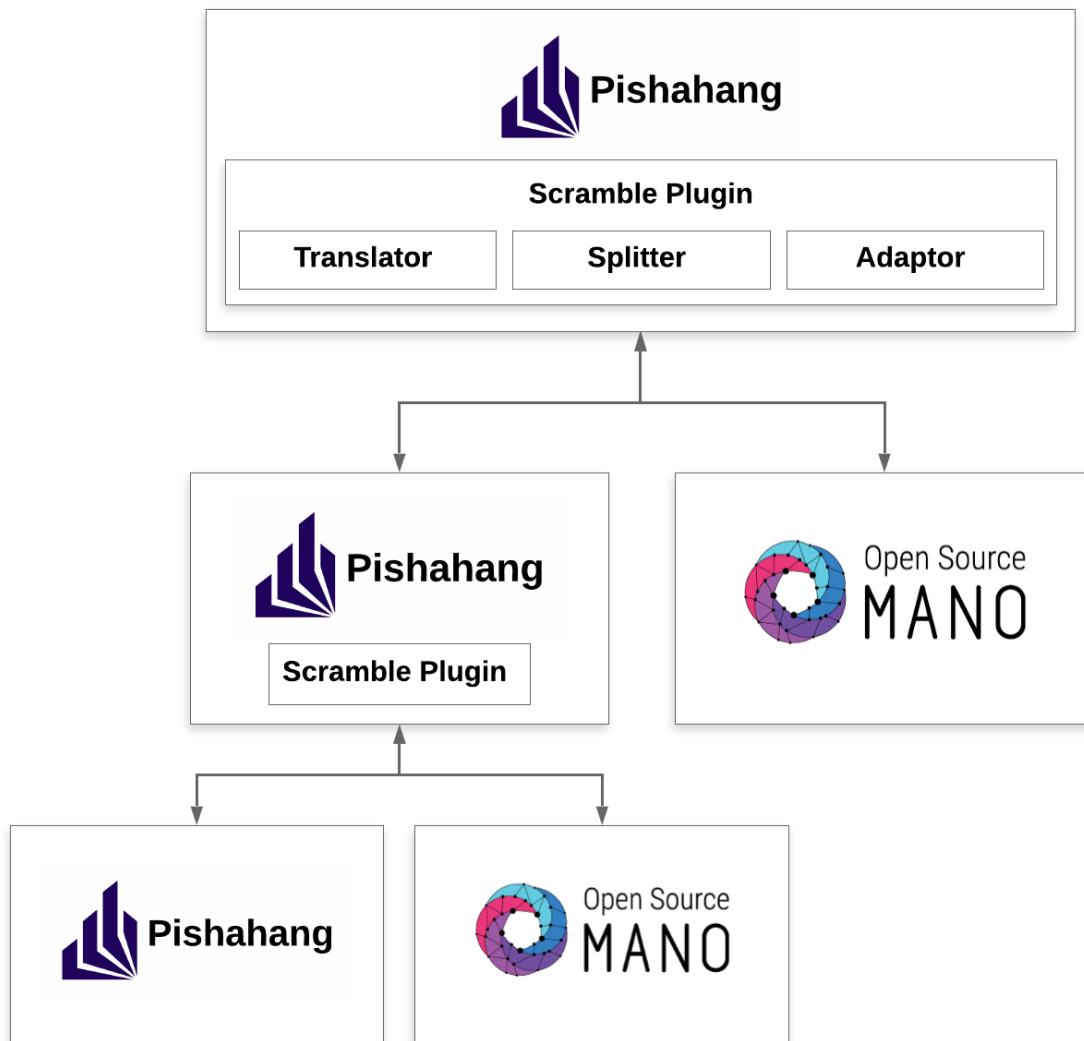 Pishahang
Scramble Plugin
Translator
Splitter
Adaptor
Pishahang
Scramble Plugin
Open Source
MANO
Pishahang
Open Source
MANO